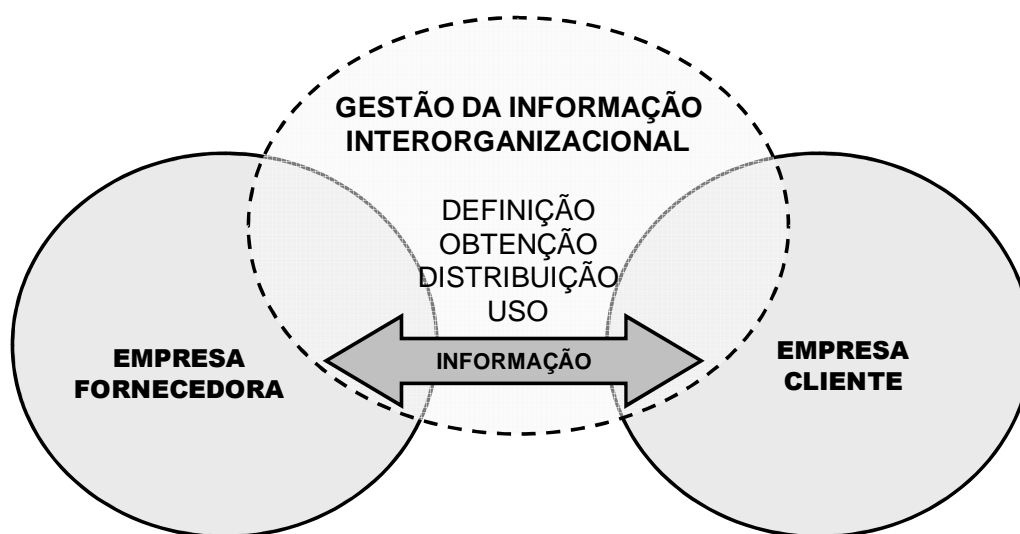 GESTÃO DA INFORMAÇÃO
INTERORGANIZACIONAL
DEFINIÇÃO
OBTENÇÃO
DISTRIBUIÇÃO
USO
INFORMAÇÃO
EMPRESA
FORNECEDORA
EMPRESA
CLIENTE